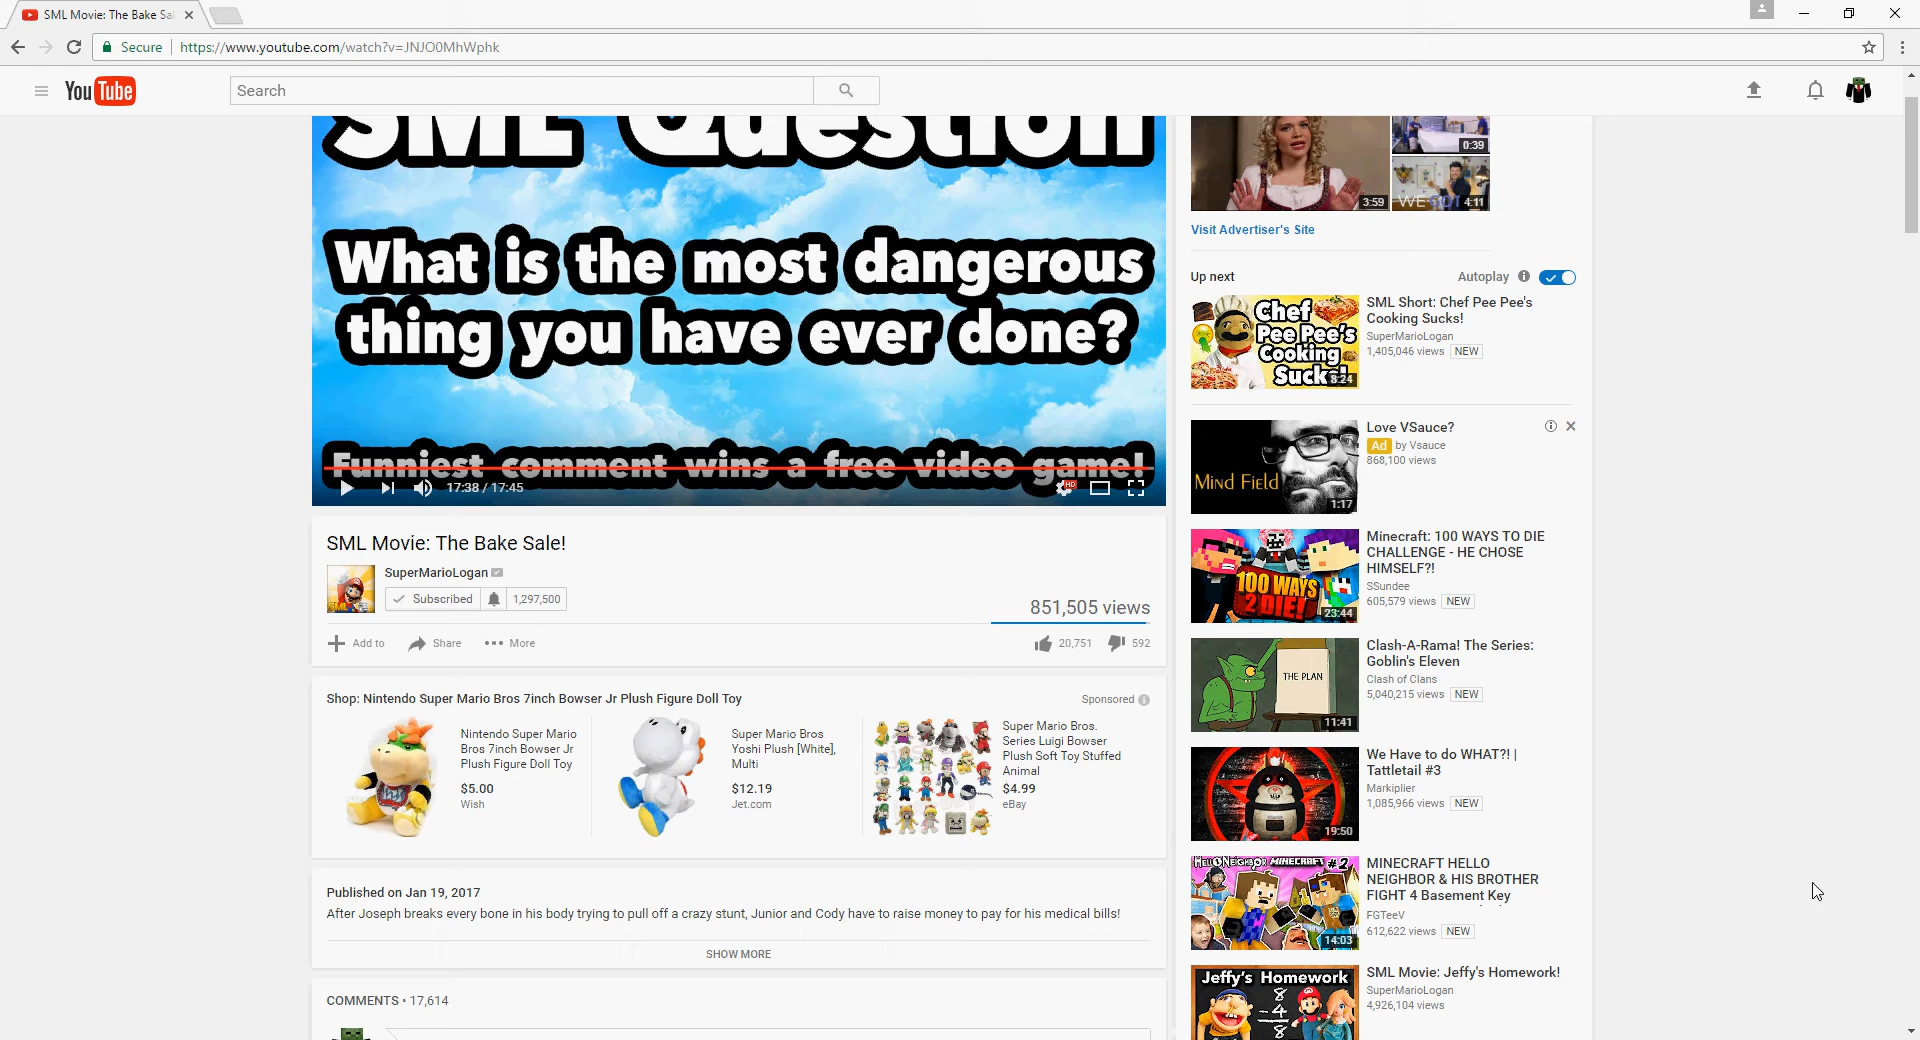 SML Movie: The Bake Sal
Secure
https://www.youtube.com/watch?v=JNJO0MhWphk
YouTube
Search
SML Question
What is the most dangerous
thing you have ever done?
Funniest comment wins a free video game!
17:38 / 17:45
HD
SML Movie: The Bake Sale!
SuperMarioLogan
Subscribed
1,297,500
851,505 views
Add to
Share
More
20,751
592
Shop: Nintendo Super Mario Bros 7inch Bowser Jr Plush Figure Doll Toy
Sponsored
Nintendo Super Mario
Bros 7inch Bowser Jr
Plush Figure Doll Toy
$5.00
Wish
Super Mario Bros
Yoshi Plush [White],
Multi
$12.19
Jet.com
Super Mario Bros.
Series Luigi Bowser
Plush Soft Toy Stuffed
Animal
$4.99
eBay
Published on Jan 19, 2017
After Joseph breaks every bone in his body trying to pull off a crazy stunt, Junior and Cody have to raise money to pay for his medical bills!
SHOW MORE
COMMENTS • 17,614
3:59
0:39
4:11
Visit Advertiser's Site
Up next
Autoplay
Chef
Pee Pee's
Cooking
8:24
SML Short: Chef Pee Pee's
Cooking Sucks!
SuperMarioLogan
1,405,046 views NEW
MIND FIELD
1:17
Love VSauce?
Ad by Vsauce
868,100 views
100 WAYS
2 DIE!
23:44
Minecraft: 100 WAYS TO DIE
CHALLENGE - HE CHOSE
HIMSELF?!
SSundee
605,579 views NEW
THE PLAN
11:41
Clash-A-Rama! The Series:
Goblin's Eleven
Clash of Clans
5,040,215 views NEW
19:50
We Have to do WHAT?! |
Tattletail #3
Markiplier
1,085,966 views NEW
HELLO NEIGHBOR MINECRAFT #2
14:03
MINECRAFT HELLO
NEIGHBOR & HIS BROTHER
FIGHT 4 Basement Key
FGTeeV
612,622 views NEW
Jeffy's Homework
8
-4
8
SML Movie: Jeffy's Homework!
SuperMarioLogan
4,926,104 views